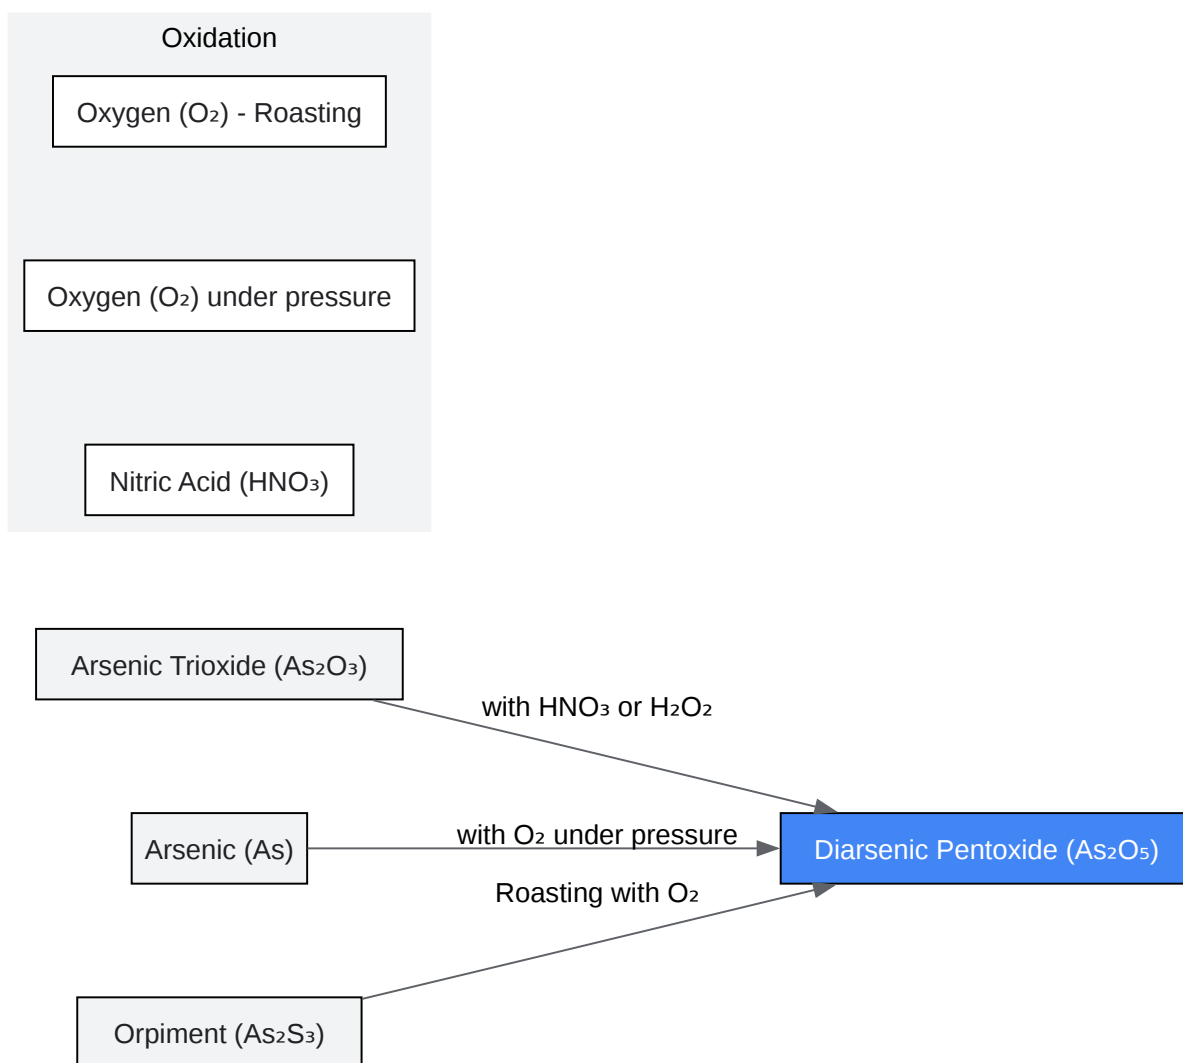 Oxidation
Oxygen (O₂) - Roasting
Oxygen (O₂) under pressure
Nitric Acid (HNO₃)
Arsenic Trioxide (As₂O₃)
with HNO₃ or H₂O₂
Arsenic (As)
with O₂ under pressure
Diarsenic Pentoxide (As₂O₅)
Roasting with O₂
Orpiment (As₂S₃)